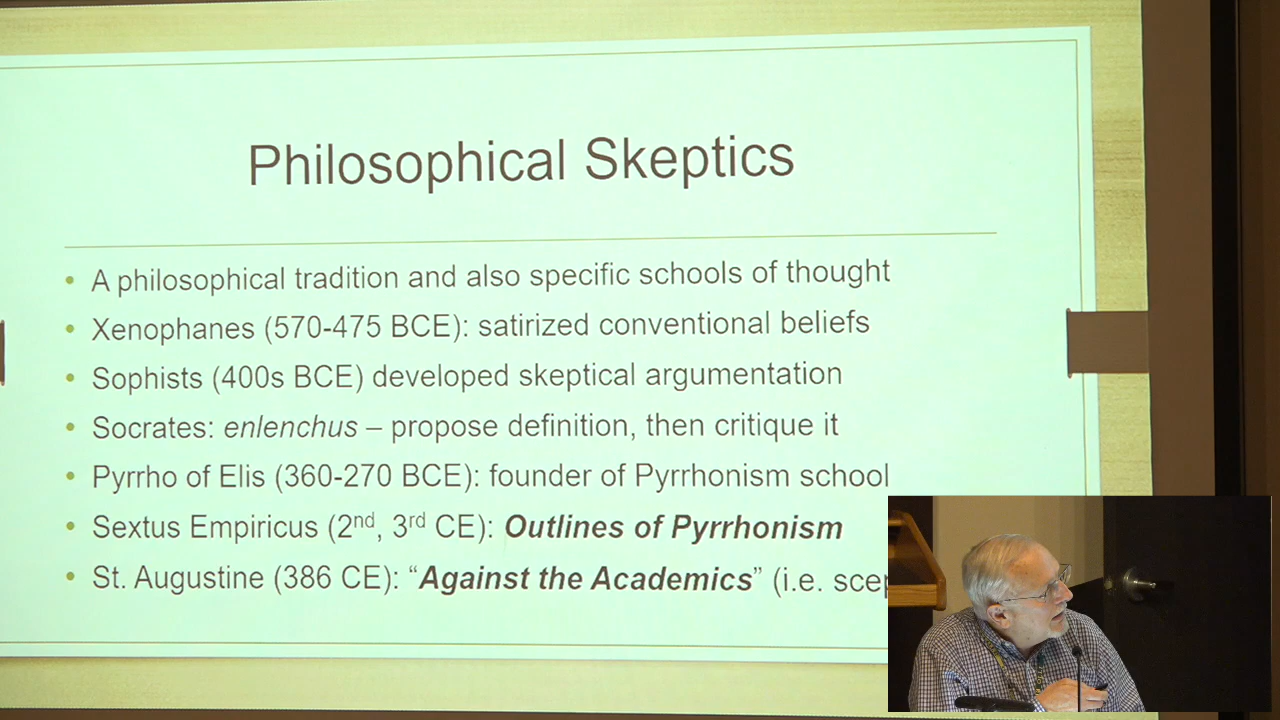 Philosophical Skeptics
• A philosophical tradition and also specific schools of thought
• Xenophanes (570-475 BCE): satirized conventional beliefs
• Sophists (400s BCE) developed skeptical argumentation
• Socrates: enlenchus – propose definition, then critique it
• Pyrrho of Elis (360-270 BCE): founder of Pyrrhonism school
• Sextus Empiricus (2nd, 3rd CE): Outlines of Pyrrhonism
• St. Augustine (386 CE): “Against the Academics” (i.e.